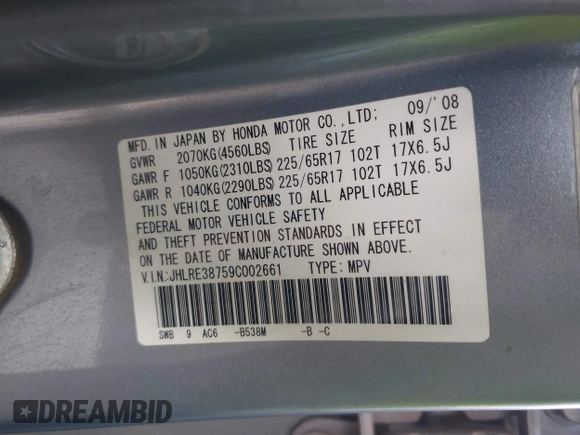 MFD. IN JAPAN BY HONDA MOTOR CO.,LTD; 09/'08
GVWR 2070KG(4560LBS) TIRE SIZE RIM SIZE
GAWR F 1050KG(2310LBS) 225/65R17 102T 17X6.5J
GAWR R 1040KG(2290LBS) 225/65R17 102T 17X6.5J
THIS VEHICLE CONFORMS TO ALL APPLICABLE
FEDERAL MOTOR VEHICLE SAFETY
AND THEFT PREVENTION STANDARDS IN EFFECT
ON THE DATE OF MANUFACTURE SHOWN ABOVE.
V.I.N.:JHLRE38759C002661 TYPE: MPV
SWB 9 AC6 -B538M -B -C
DREAMBID